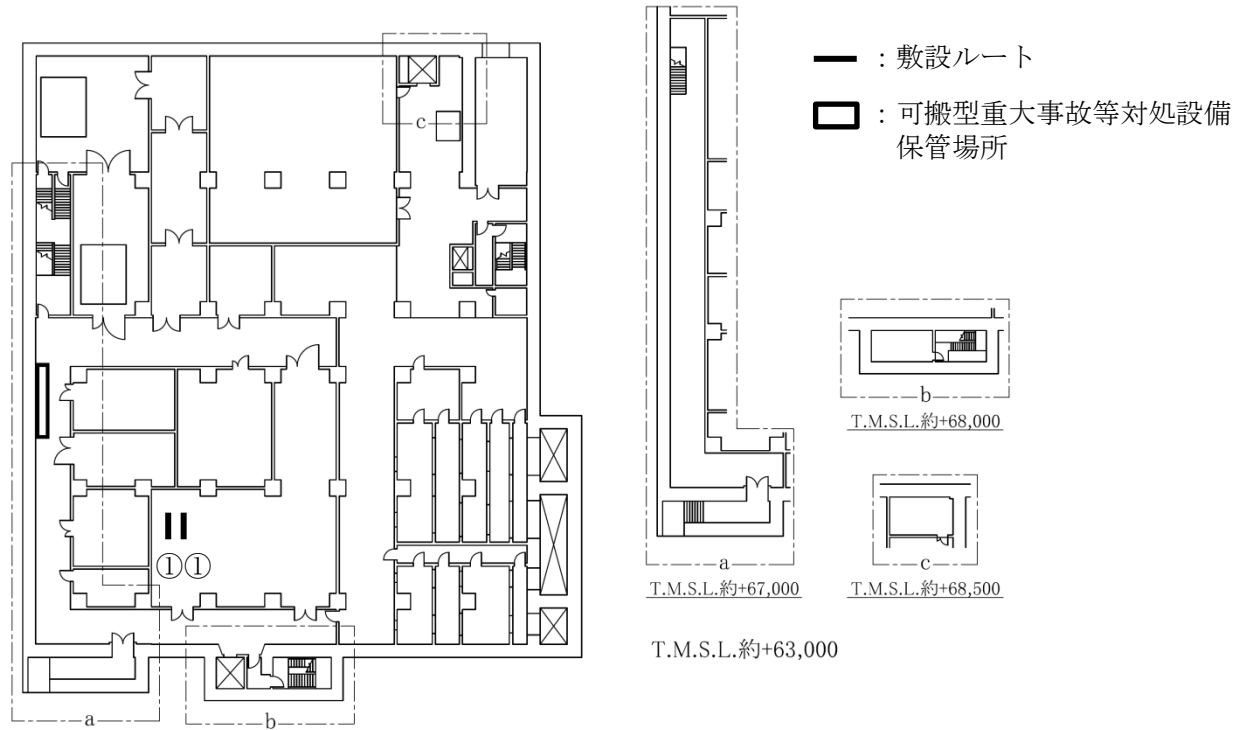 ： 敷設ルート
： 可搬型重大事故等対処設備
保管場所
c
①①
a
b
a
T.M.S.L.約+67,000
b
T.M.S.L.約+68,000
c
T.M.S.L.約+68,500
T.M.S.L.約+63,000